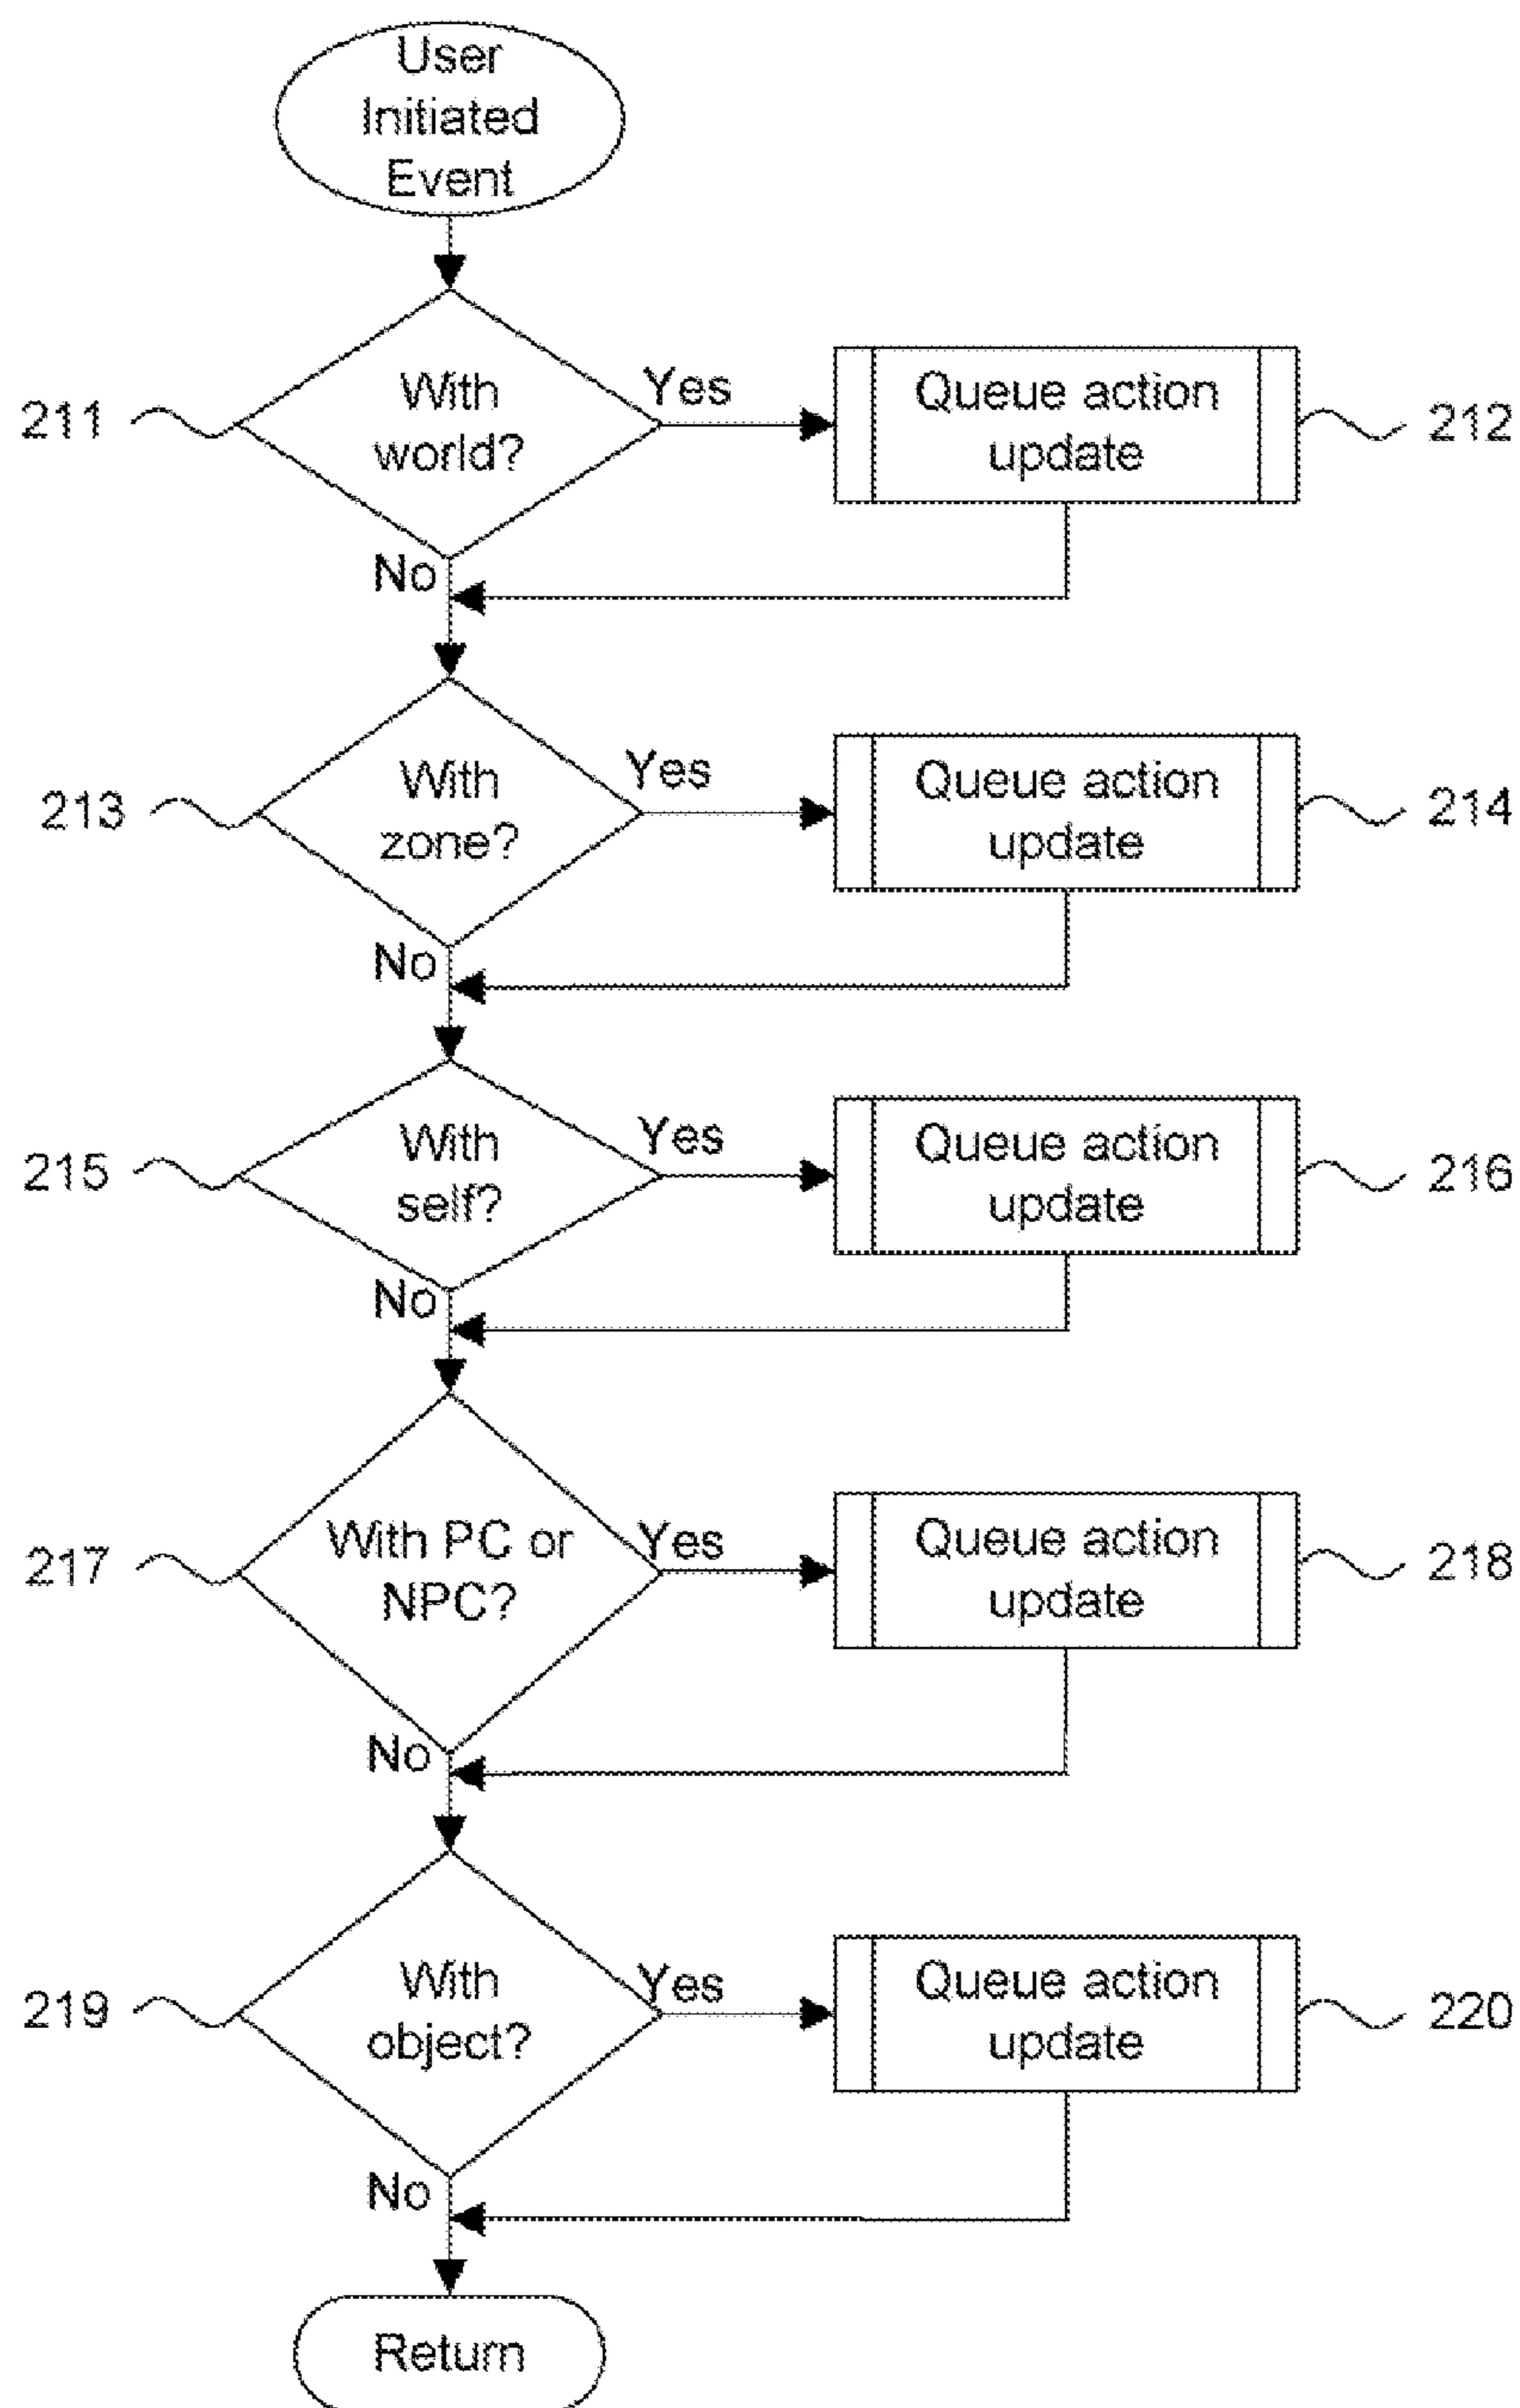 User
Initiated
Event
211
With
world?
Yes
Queue action
update
212
No
213
With
zone?
Yes
Queue action
update
214
No
215
With
self?
Yes
Queue action
update
216
No
217
With PC or
NPC?
Yes
Queue action
update
218
No
219
With
object?
Yes
Queue action
update
220
No
Return